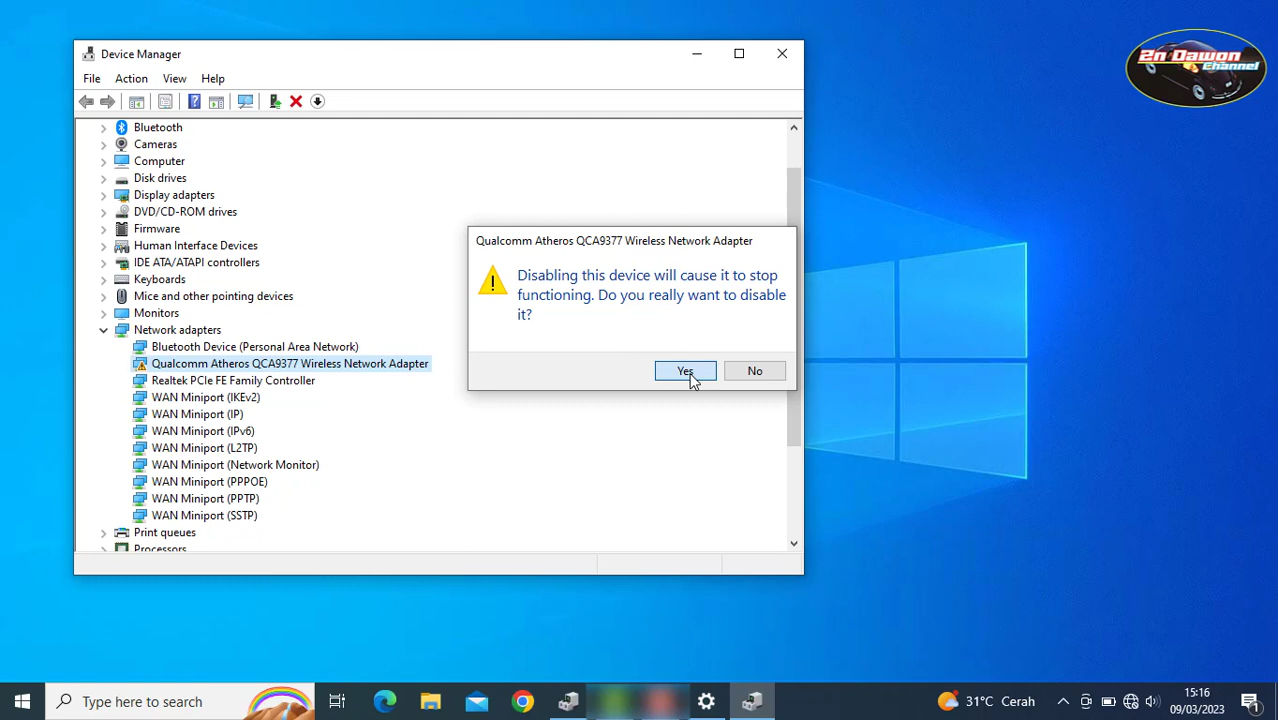 Device Manager
File Action View Help
Bluetooth
Cameras
Computer
Disk drives
Display adapters
DVD/CD-ROM drives
Firmware
Human Interface Devices
IDE ATA/ATAPI controllers
Keyboards
Mice and other pointing devices
Monitors
Network adapters
Bluetooth Device (Personal Area Network)
Qualcomm Atheros QCA9377 Wireless Network Adapter
Realtek PCIe FE Family Controller
WAN Miniport (IKEv2)
WAN Miniport (IP)
WAN Miniport (IPv6)
WAN Miniport (L2TP)
WAN Miniport (Network Monitor)
WAN Miniport (PPPOE)
WAN Miniport (PPTP)
WAN Miniport (SSTP)
Print queues
Processors
Qualcomm Atheros QCA9377 Wireless Network Adapter
Disabling this device will cause it to stop
functioning. Do you really want to disable
it?
Yes No
2n Dawon
Channel
Type here to search
31°C Cerah
15:16
09/03/2023
1